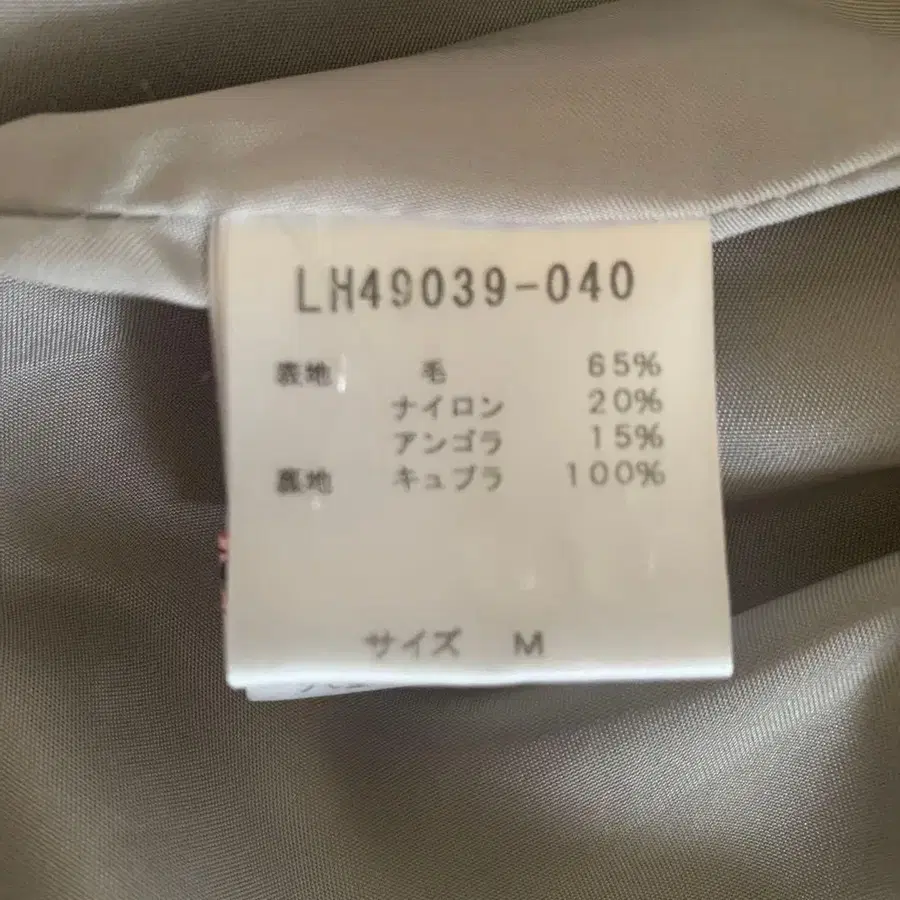 LH49039-040
表地 毛 65%
ナイロン 20%
アンゴラ 15%
裏地 キュプラ 100%
サイズ M